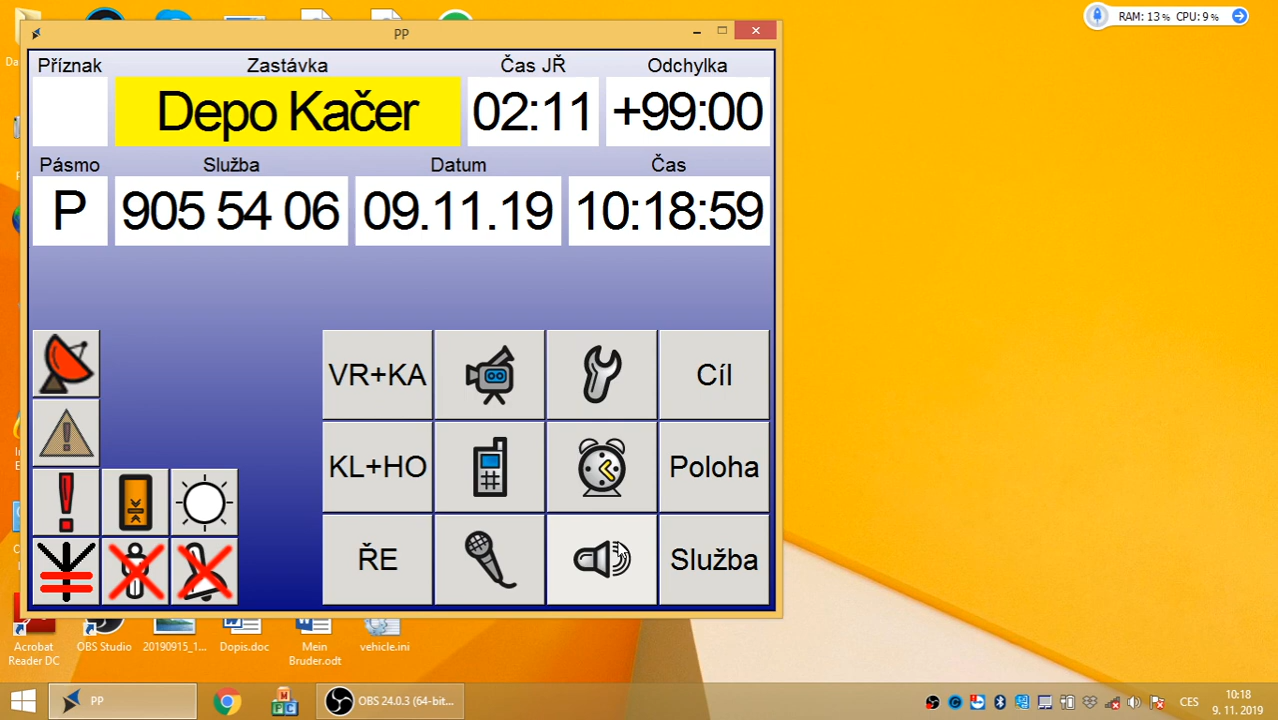 RAM: 13 % CPU: 9 %
PP
Příznak Zastávka Čas JŘ Odchylka
Depo Kačer 02:11 +99:00
Pásmo Služba Datum Čas
P 905 54 06 09.11.19 10:18:59
VR+KA Cíl
KL+HO Poloha
ŘE Služba
Acrobat Reader DC
OBS Studio
20190915_1...
Dopis.doc
Mein Bruder.odt
vehicle.ini
PP
OBS 24.0.3 (64-bit...
CES
10:18
9. 11. 2019